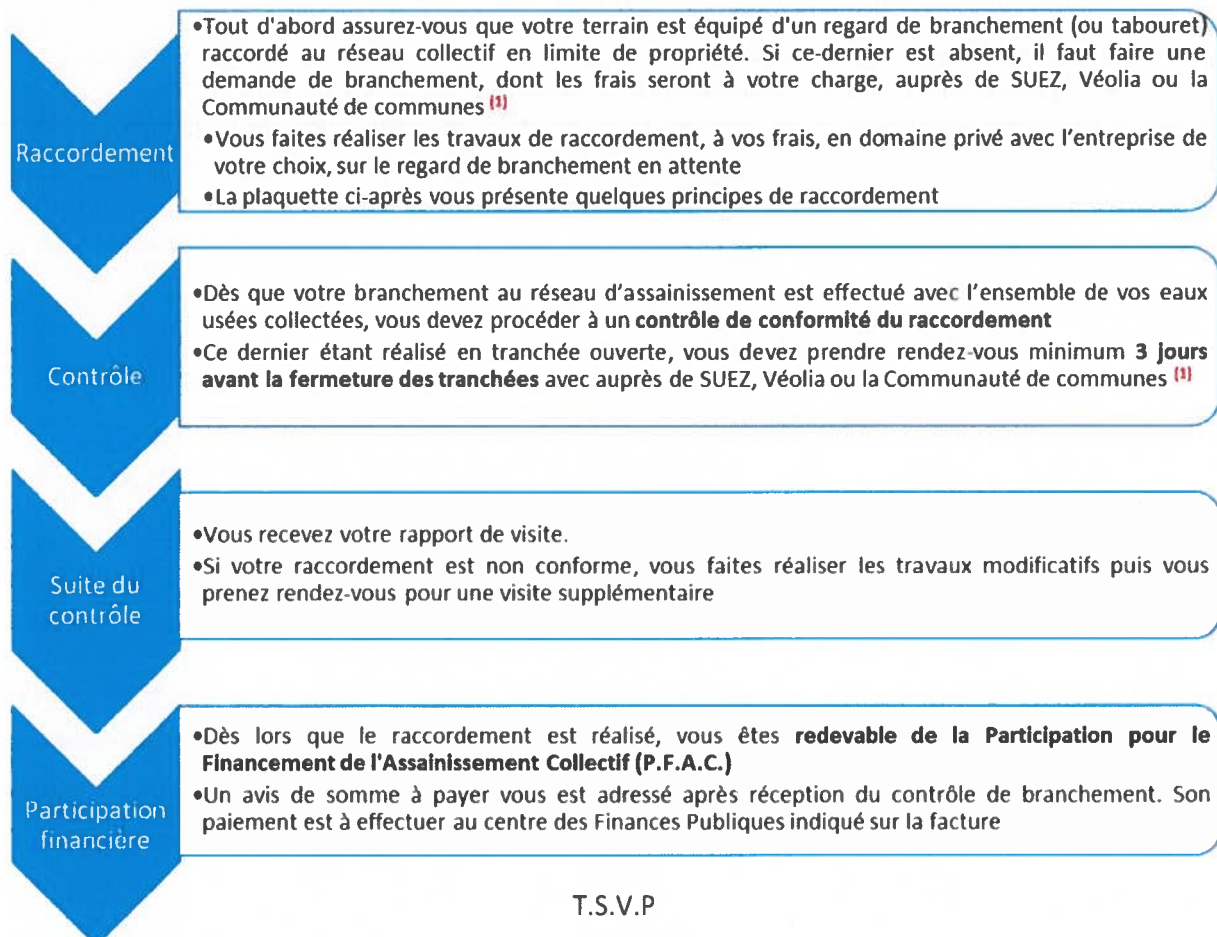 Raccordement
•Tout d'abord assurez-vous que votre terrain est équipé d'un regard de branchement (ou tabouret)
raccordé au réseau collectif en limite de propriété. Si ce-dernier est absent, il faut faire une
demande de branchement, dont les frais seront à votre charge, auprès de SUEZ, Véolia ou la
Communauté de communes (1)
•Vous faites réaliser les travaux de raccordement, à vos frais, en domaine privé avec l'entreprise de
votre choix, sur le regard de branchement en attente
•La plaquette ci-après vous présente quelques principes de raccordement
Contrôle
•Dès que votre branchement au réseau d'assainissement est effectué avec l'ensemble de vos eaux
usées collectées, vous devez procéder à un contrôle de conformité du raccordement
•Ce dernier étant réalisé en tranchée ouverte, vous devez prendre rendez-vous minimum 3 jours
avant la fermeture des tranchées avec auprès de SUEZ, Véolia ou la Communauté de communes (1)
Suite du
contrôle
•Vous recevez votre rapport de visite.
•Si votre raccordement est non conforme, vous faites réaliser les travaux modificatifs puis vous
prenez rendez-vous pour une visite supplémentaire
Participation
financière
•Dès lors que le raccordement est réalisé, vous êtes redevable de la Participation pour le
Financement de l'Assainissement Collectif (P.F.A.C.)
•Un avis de somme à payer vous est adressé après réception du contrôle de branchement. Son
paiement est à effectuer au centre des Finances Publiques indiqué sur la facture
T.S.V.P